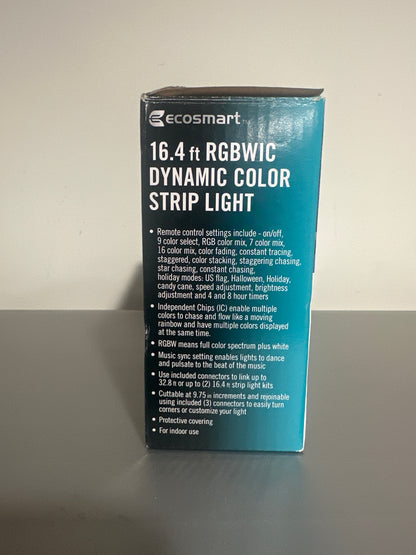 ecosmart™
16.4 ft RGBWIC
DYNAMIC COLOR
STRIP LIGHT
• Remote control settings include - on/off,
9 color select, RGB color mix, 7 color mix,
16 color mix, color fading, constant tracing,
staggered, color stacking, staggering chasing,
star chasing, constant chasing,
holiday modes: US flag, Halloween, Holiday,
candy cane, speed adjustment, brightness
adjustment and 4 and 8 hour timers
• Independent Chips (IC) enable multiple
colors to chase and flow like a moving
rainbow and have multiple colors displayed
at the same time.
• RGBW means full color spectrum plus white
• Music sync setting enables lights to dance
and pulsate to the beat of the music
• Use included connectors to link up to
32.8 ft or up to (2) 16.4 ft strip light kits
• Cuttable at 9.75 in increments and rejoinable
using included (3) connectors to easily turn
corners or customize your light
• Protective covering
• For indoor use